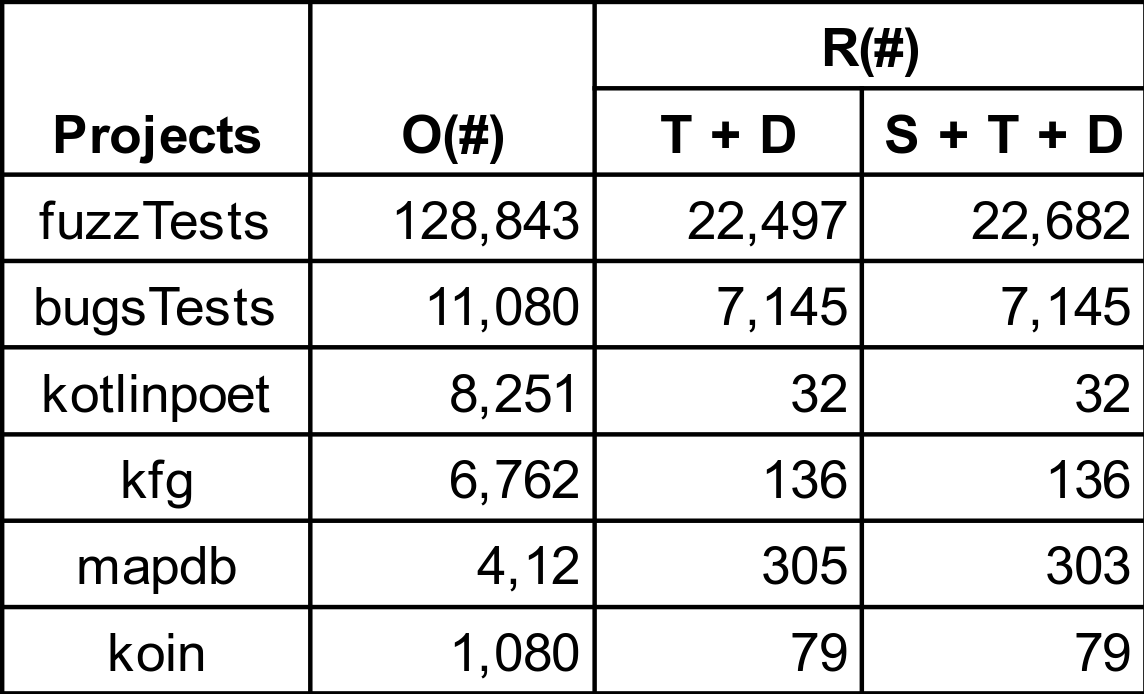 R(#)
Projects O(#) T + D S + T + D
fuzzTests 128,843 22,497 22,682
bugsTests 11,080 7,145 7,145
kotlinpoet 8,251 32 32
kfg 6,762 136 136
mapdb 4,12 305 303
koin 1,080 79 79